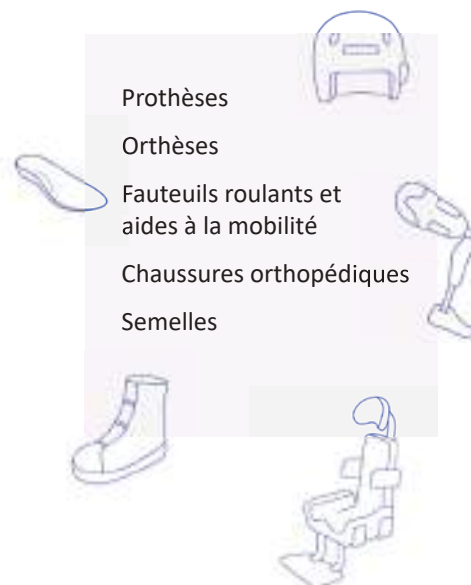 Prothèses
Orthèses
Fauteuils roulants et
aides à la mobilité
Chaussures orthopédiques
Semelles